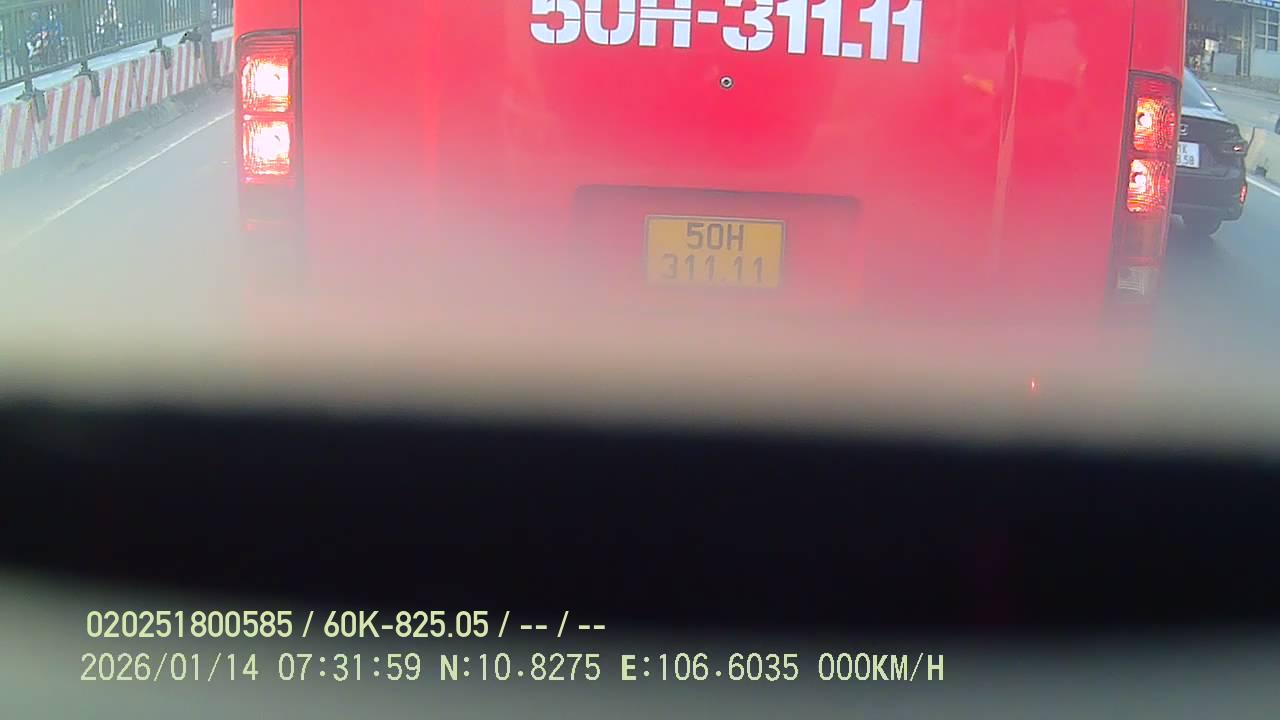 50H-311.11
50H
311.11
020251800585 / 60K-825.05 / -- / --
2026/01/14 07:31:59 N:10.8275 E:106.6035 000KM/H